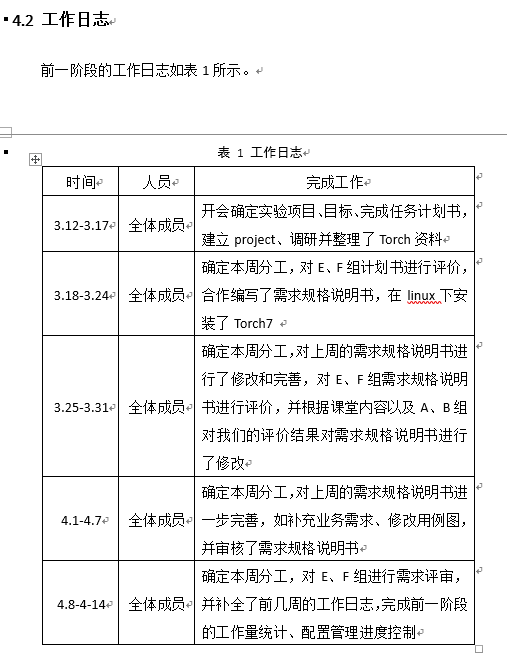 4.2 工作日志
前一阶段的工作日志如表 1 所示。
表 1 工作日志
时间 人员 完成工作
3.12-3.17 全体成员 开会确定实验项目、目标、完成任务计划书，
建立 project、调研并整理了 Torch 资料
3.18-3.24 全体成员 确定本周分工，对 E、F 组计划书进行评价，
合作编写了需求规格说明书，在 linux 下安
装了 Torch7
3.25-3.31 全体成员 确定本周分工，对上周的需求规格说明书进
行了修改和完善，对 E、F 组需求规格说明
书进行评价，并根据课堂内容以及 A、B 组
对我们的评价结果对需求规格说明书进行
了修改
4.1-4.7 全体成员 确定本周分工，对上周的需求规格说明书进
一步完善，如补充业务需求、修改用例图，
并审核了需求规格说明书
4.8-4-14 全体成员 确定本周分工，对 E、F 组进行需求评审，
并补全了前几周的工作日志，完成前一阶段
的工作量统计、配置管理进度控制